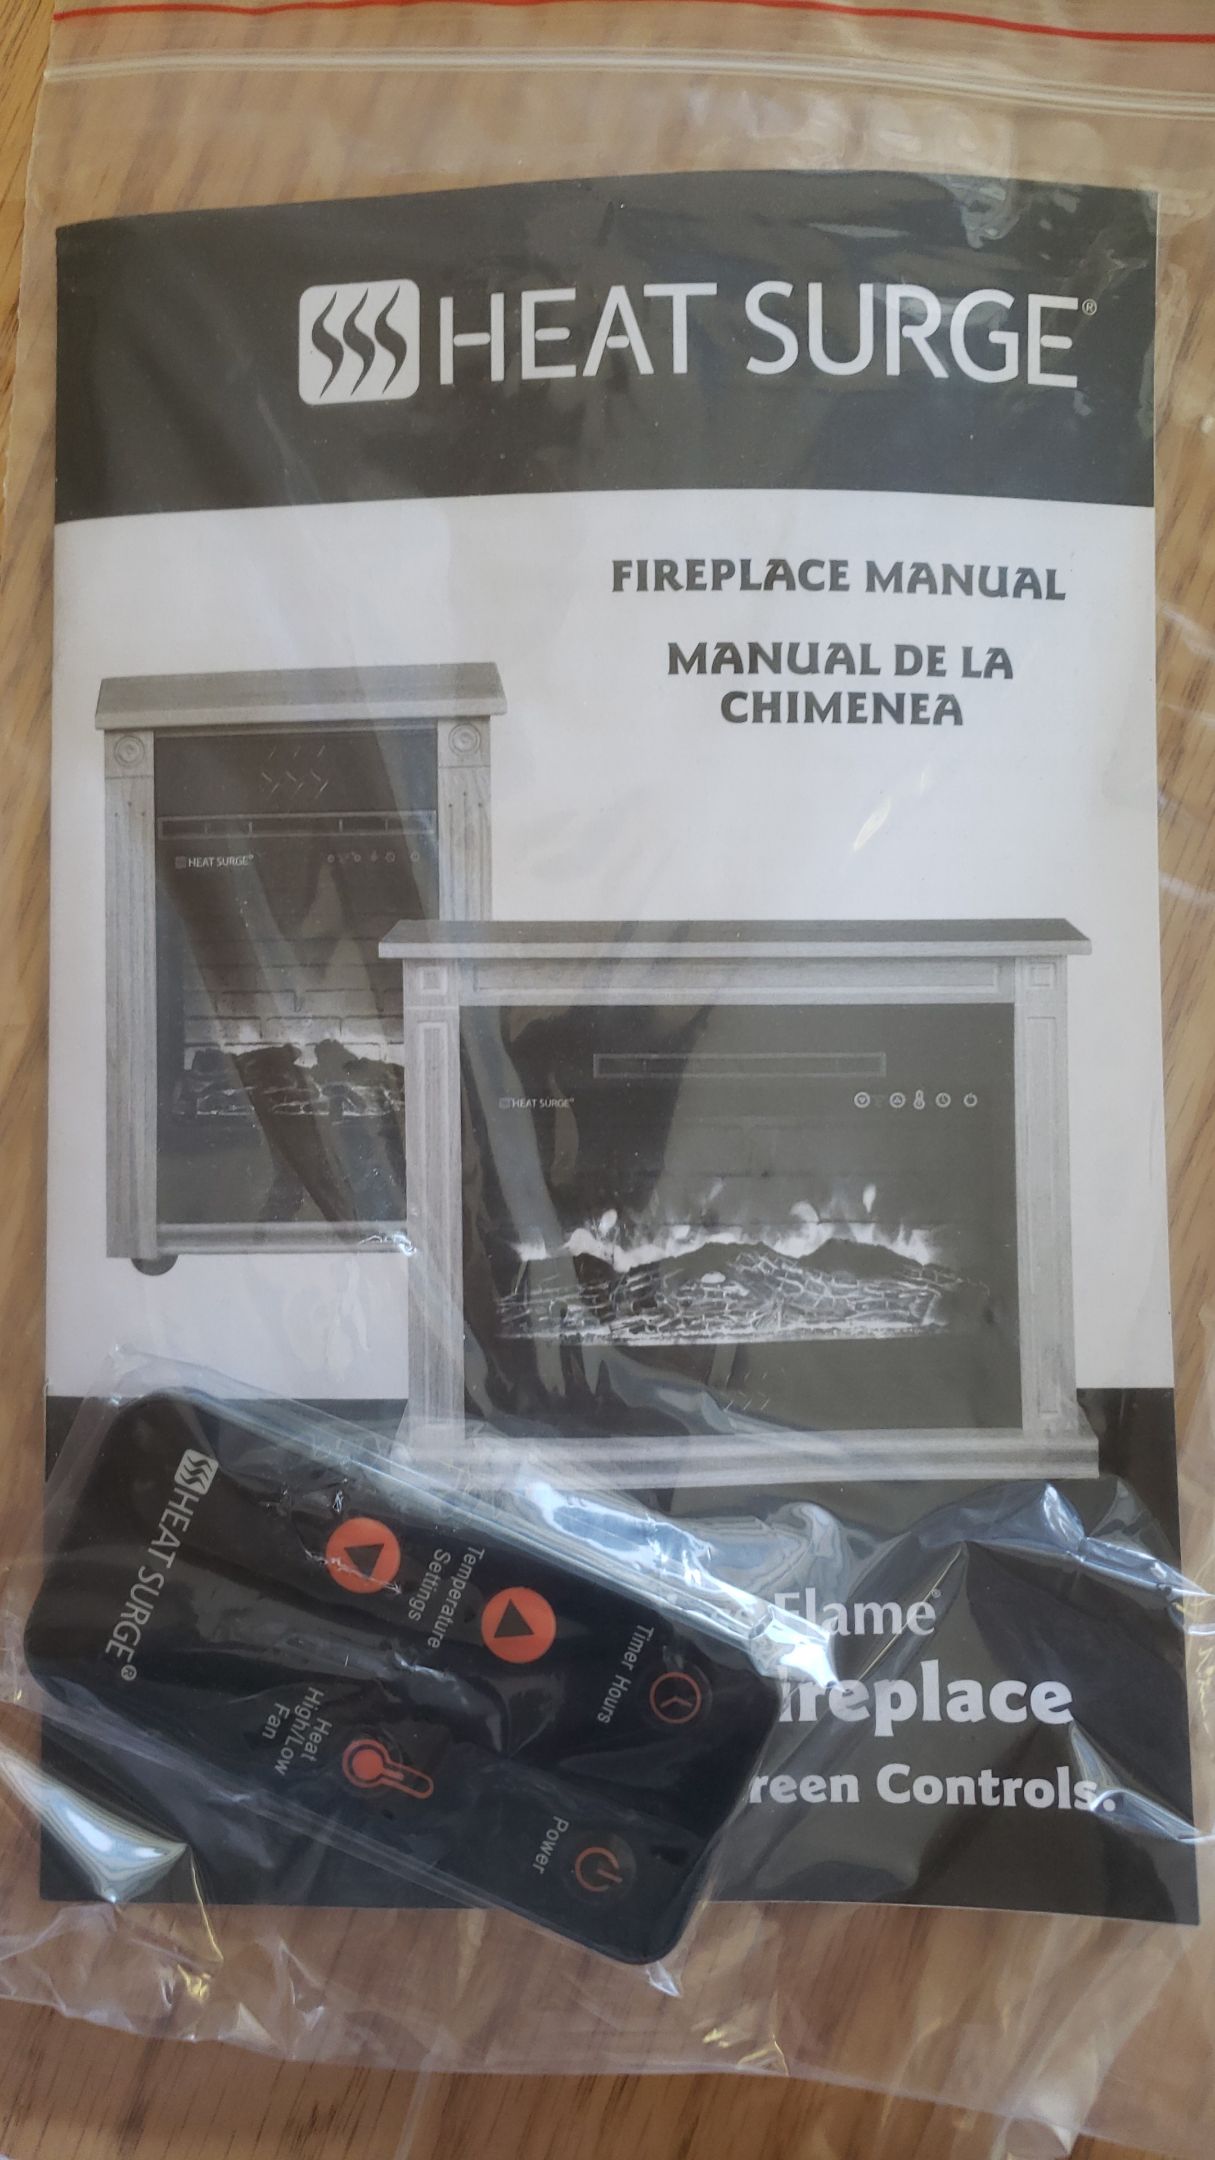 HEAT SURGE®
FIREPLACE MANUAL
MANUAL DE LA
CHIMENEA
HEAT SURGE®
HEAT SURGE®
Flame®
ireplace
reen Controls.
HEAT SURGE®
Temperature
Settings
Timer Hours
Heat
High/Low
Fan
Power